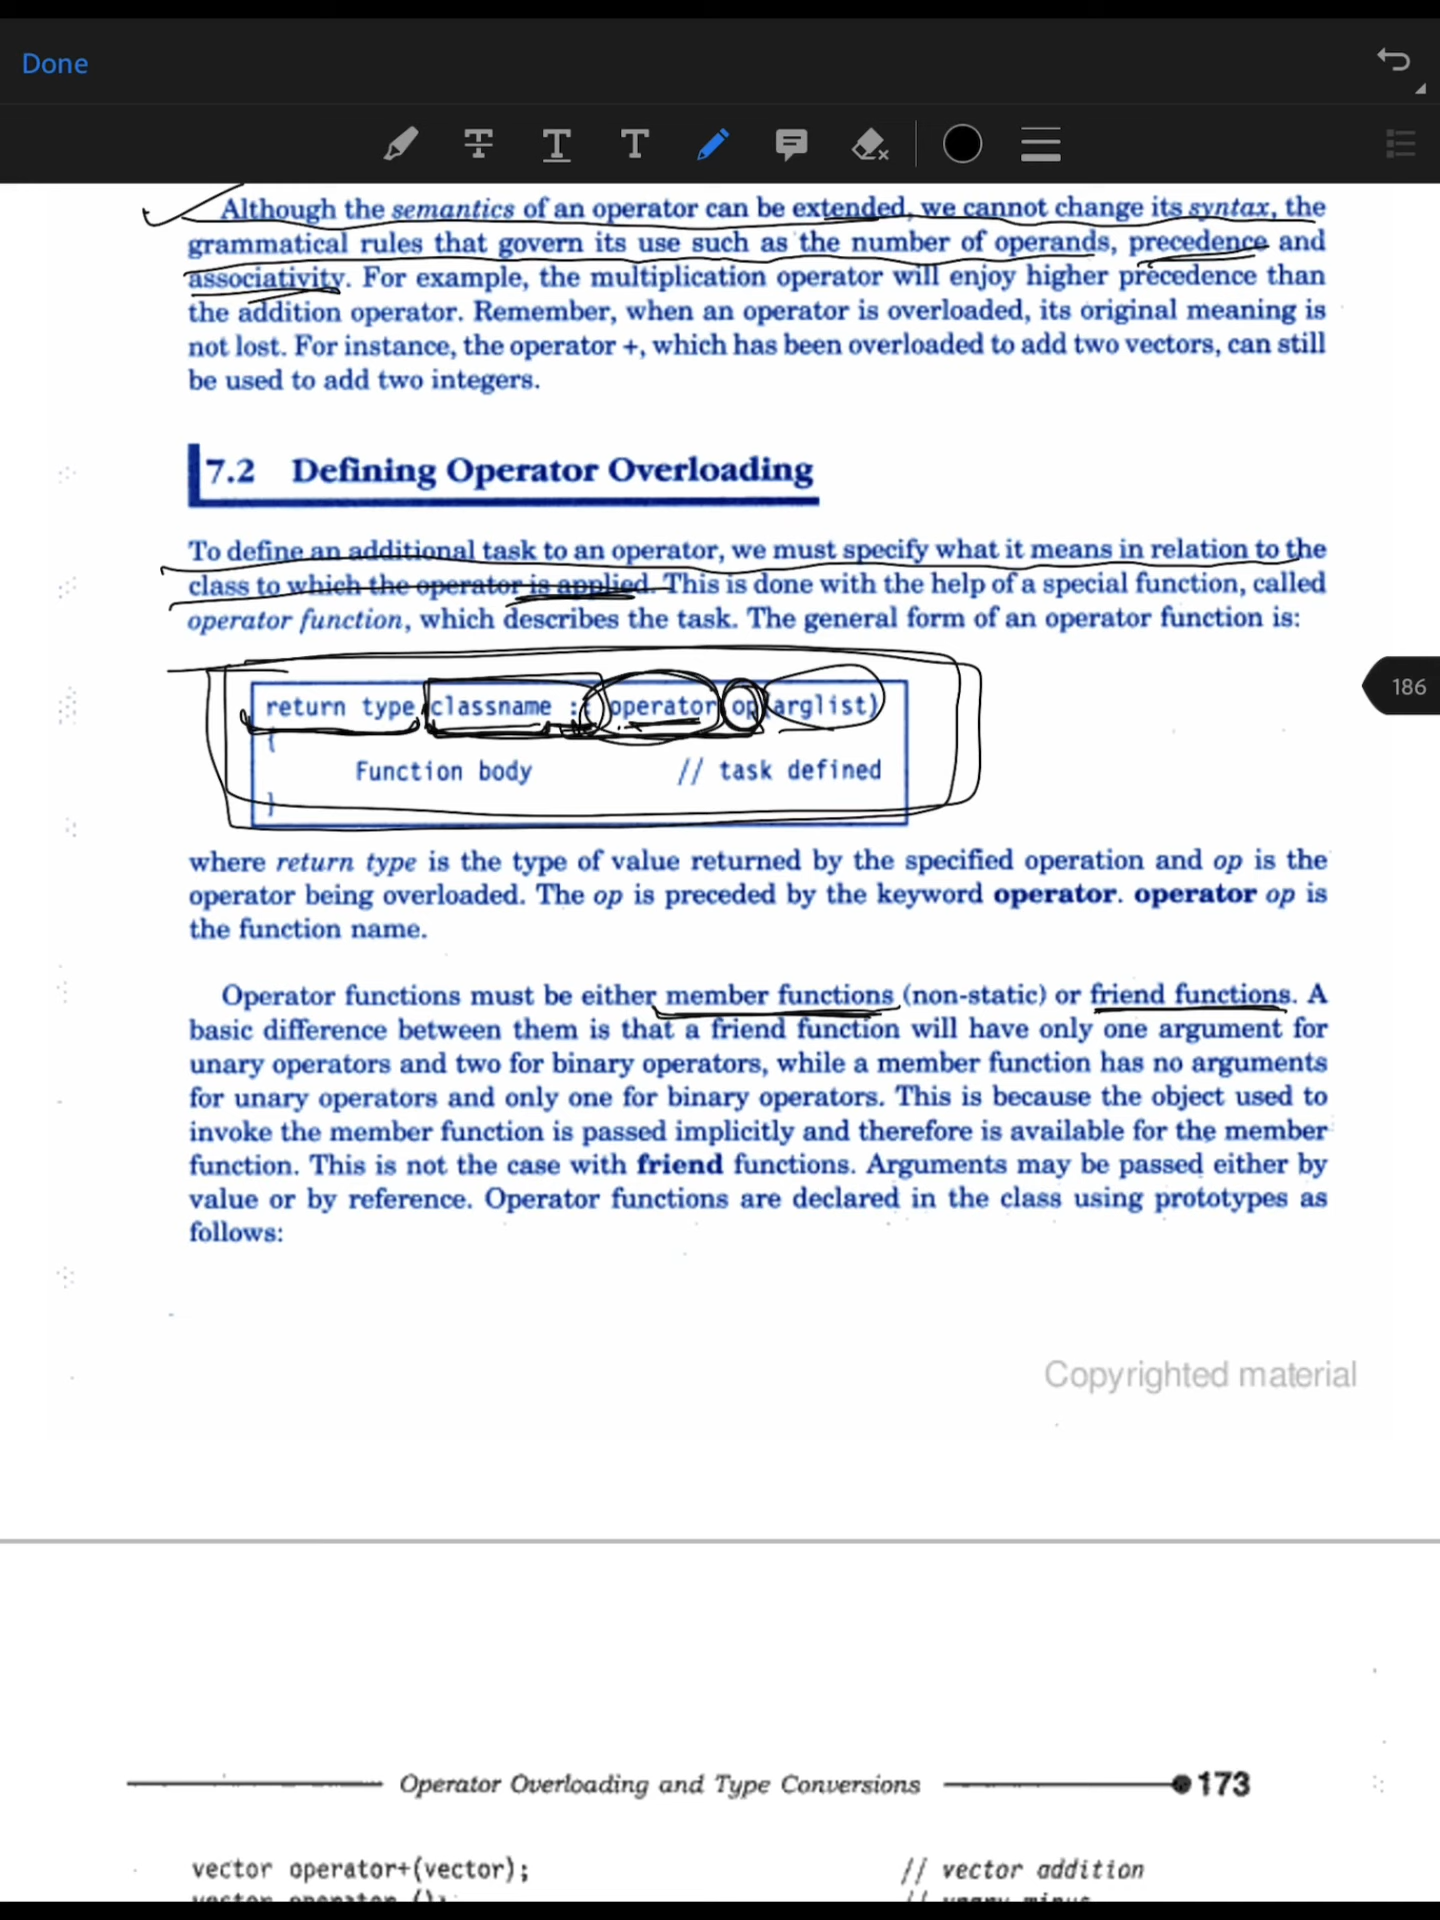 Done
Although the semantics of an operator can be extended, we cannot change its syntax, the
grammatical rules that govern its use such as the number of operands, precedence and
associativity. For example, the multiplication operator will enjoy higher precedence than
the addition operator. Remember, when an operator is overloaded, its original meaning is
not lost. For instance, the operator +, which has been overloaded to add two vectors, can still
be used to add two integers.
7.2 Defining Operator Overloading
To define an additional task to an operator, we must specify what it means in relation to the
class to which the operator is applied. This is done with the help of a special function, called
operator function, which describes the task. The general form of an operator function is:
186
return type classname :: operator op(arglist)
{
Function body // task defined
}
where return type is the type of value returned by the specified operation and op is the
operator being overloaded. The op is preceded by the keyword operator. operator op is
the function name.
Operator functions must be either member functions (non-static) or friend functions. A
basic difference between them is that a friend function will have only one argument for
unary operators and two for binary operators, while a member function has no arguments
for unary operators and only one for binary operators. This is because the object used to
invoke the member function is passed implicitly and therefore is available for the member
function. This is not the case with friend functions. Arguments may be passed either by
value or by reference. Operator functions are declared in the class using prototypes as
follows:
Copyrighted material
Operator Overloading and Type Conversions 173
vector operator+(vector); // vector addition